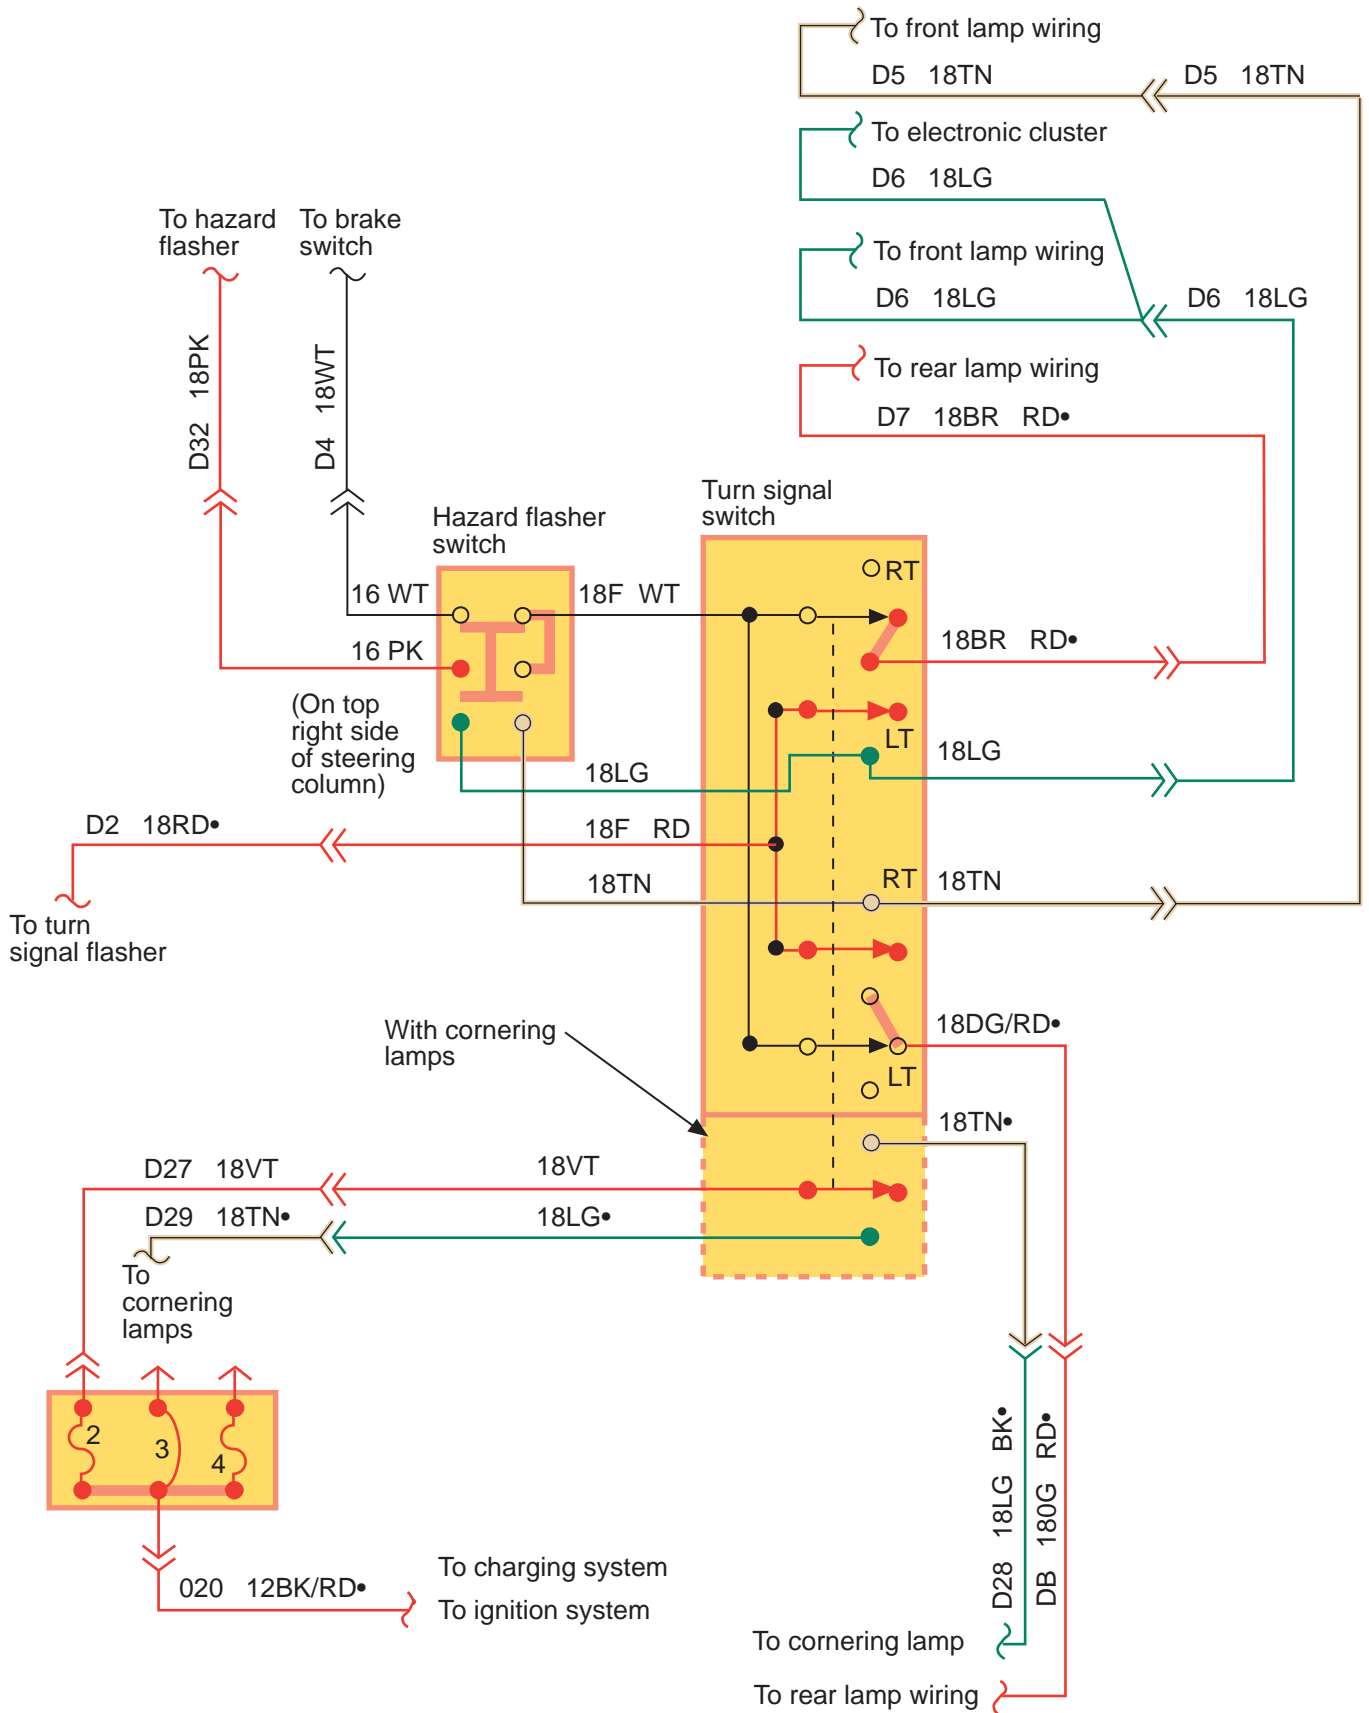 To front lamp wiring
D5 18TN
D5 18TN
To electronic cluster
D6 18LG
To hazard
flasher
To brake
switch
To front lamp wiring
D6 18LG
D6 18LG
D32 18PK
D4 18WT
To rear lamp wiring
D7 18BR RD•
Turn signal
switch
Hazard flasher
switch
RT
16 WT
18F WT
18BR RD•
16 PK
(On top
right side
of steering
column)
LT
18LG
18LG
D2 18RD•
18F RD
18TN
RT
18TN
To turn
signal flasher
With cornering
lamps
18DG/RD•
LT
18TN•
D27 18VT
18VT
D29 18TN•
18LG•
To
cornering
lamps
2
3
4
D28 18LG BK•
DB 180G RD•
020 12BK/RD•
To charging system
To ignition system
To cornering lamp
To rear lamp wiring